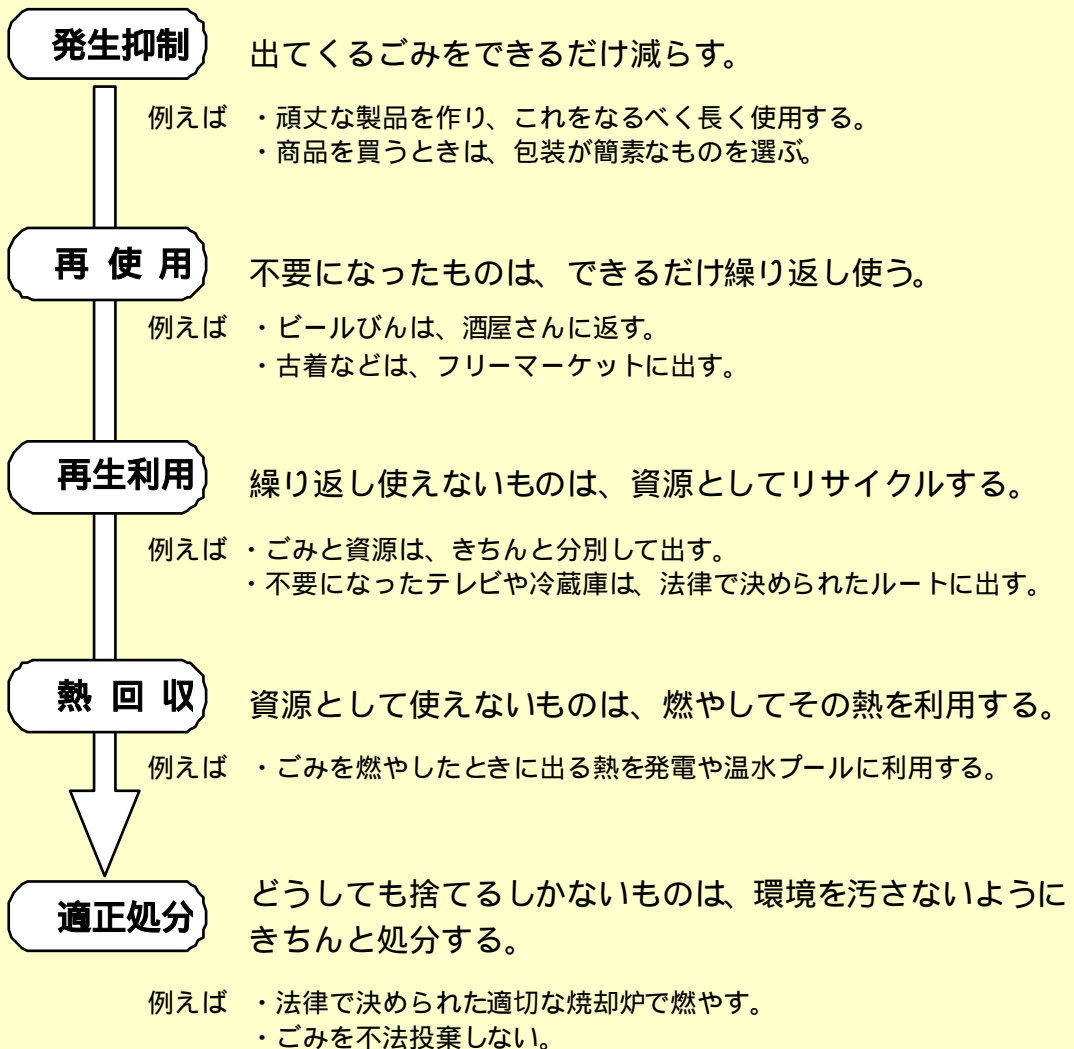 発生抑制
出てくるごみをできるだけ減らす。
例えば ・頑丈な製品を作り、これをなるべく長く使用する。
・商品を買うときは、包装が簡素なものを選ぶ。
再 使 用
不要になったものは、できるだけ繰り返し使う。
例えば ・ビールびんは、酒屋さんに返す。
・古着などは、フリーマーケットに出す。
再生利用
繰り返し使えないものは、資源としてリサイクルする。
例えば ・ごみと資源は、きちんと分別して出す。
・不要になったテレビや冷蔵庫は、法律で決められたルートに出す。
熱 回 収
資源として使えないものは、燃やしてその熱を利用する。
例えば ・ごみを燃やしたときに出る熱を発電や温水プールに利用する。
適正処分
どうしても捨てるしかないものは、環境を汚さないように
きちんと処分する。
例えば ・法律で決められた適切な焼却炉で燃やす。
・ごみを不法投棄しない。